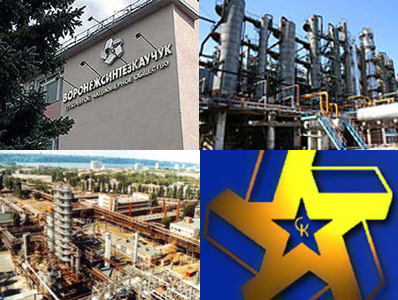 ВОРОНЕЖСИНТЕЗКАУЧУК
ОТКРЫТОЕ АКЦИОНЕРНОЕ ОБЩЕСТВО
СК